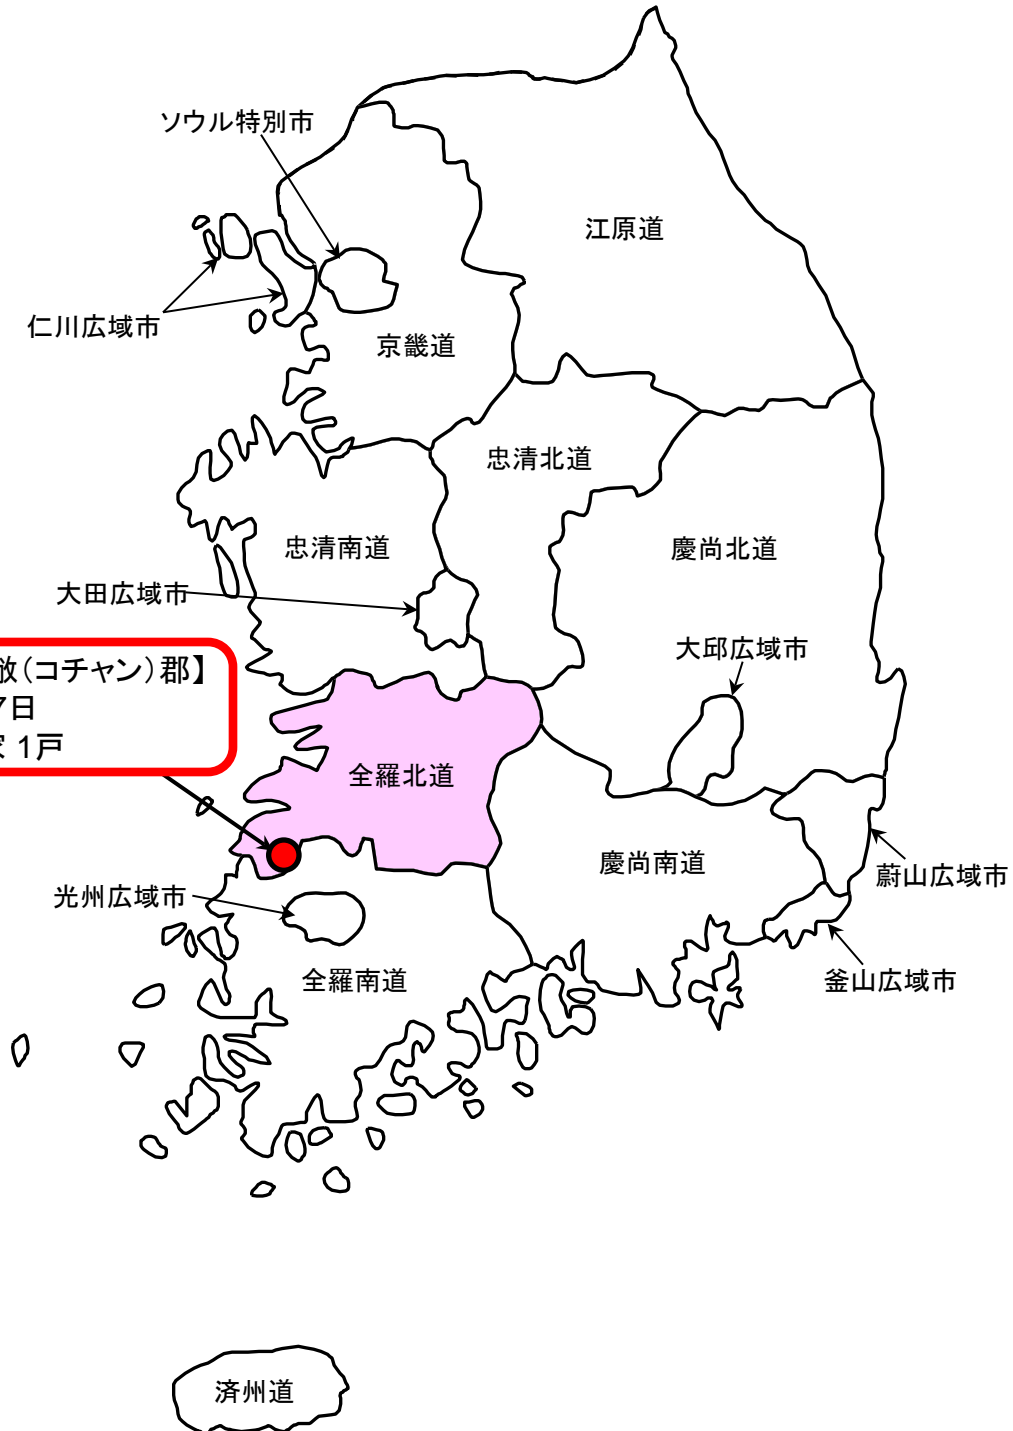 ソウル特別市
江原道
仁川広域市
京畿道
忠清北道
忠清南道
慶尚北道
大田広域市
大邱広域市
敞(コチャン)郡】
7日
家 1戸
全羅北道
慶尚南道
蔚山広域市
光州広域市
全羅南道
釜山広域市
済州道